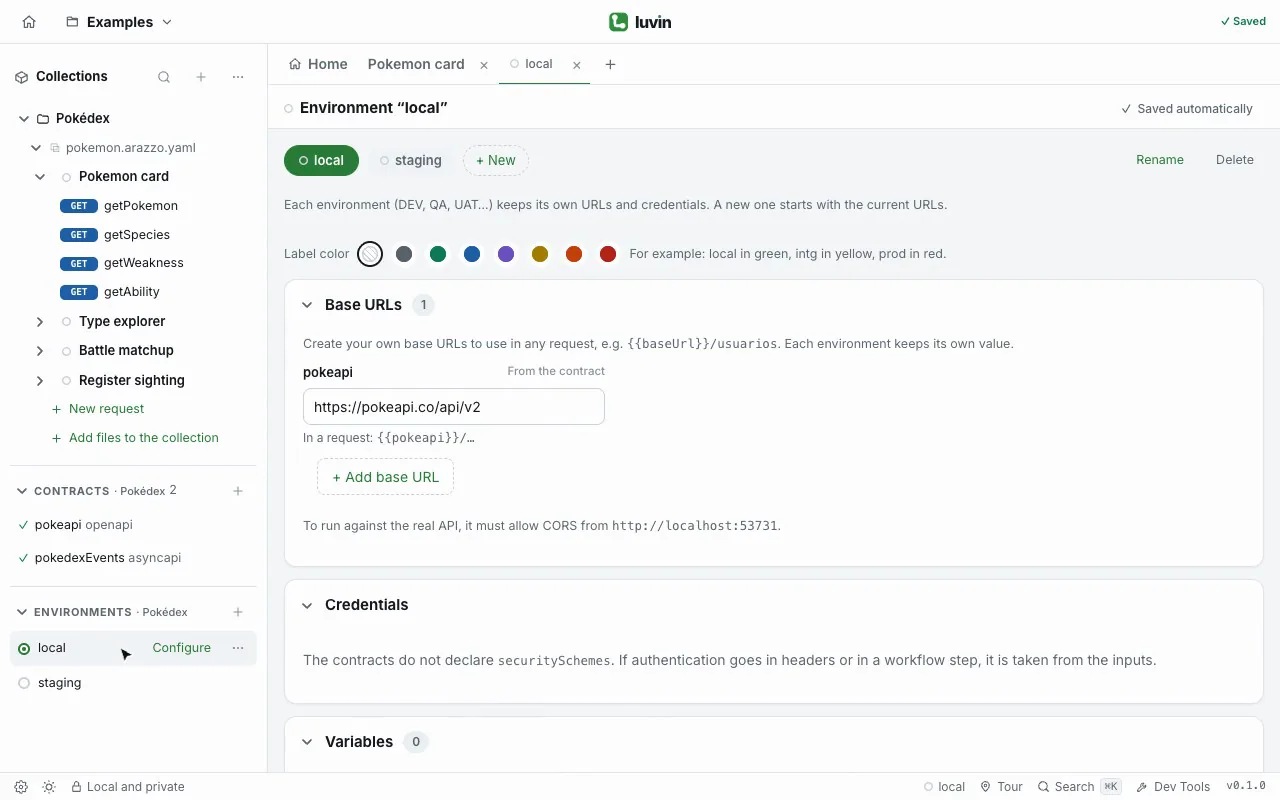 Examples
luvin
Saved
Collections
Home
Pokemon card
local
Environment “local”
Saved automatically
Pokédex
pokemon.arazzo.yaml
Pokemon card
GET getPokemon
GET getSpecies
GET getWeakness
GET getAbility
Type explorer
Battle matchup
Register sighting
+ New request
+ Add files to the collection
CONTRACTS · Pokédex 2
pokeapi openapi
pokedexEvents asyncapi
ENVIRONMENTS · Pokédex
local Configure ...
staging
local
staging
+ New
Rename
Delete
Each environment (DEV, QA, UAT...) keeps its own URLs and credentials. A new one starts with the current URLs.
Label color
For example: local in green, intg in yellow, prod in red.
Base URLs 1
Create your own base URLs to use in any request, e.g. {{baseUrl}}/usuarios. Each environment keeps its own value.
pokeapi From the contract
https://pokeapi.co/api/v2
In a request: {{pokeapi}}/…
+ Add base URL
To run against the real API, it must allow CORS from http://localhost:53731.
Credentials
The contracts do not declare securitySchemes. If authentication goes in headers or in a workflow step, it is taken from the inputs.
Variables 0
Local and private
local
Tour
Search ⌘K
Dev Tools
v0.1.0